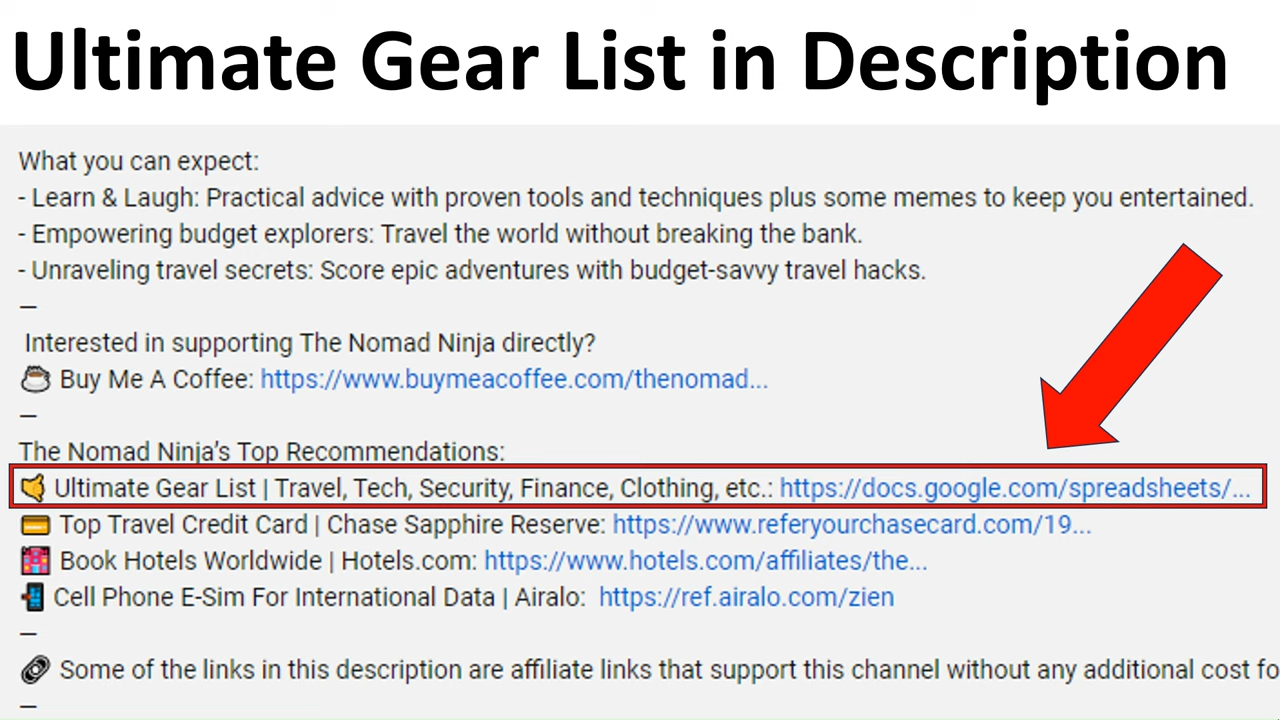 Ultimate Gear List in Description
What you can expect:
- Learn & Laugh: Practical advice with proven tools and techniques plus some memes to keep you entertained.
- Empowering budget explorers: Travel the world without breaking the bank.
- Unraveling travel secrets: Score epic adventures with budget-savvy travel hacks.
—
Interested in supporting The Nomad Ninja directly?
☕ Buy Me A Coffee: https://www.buymeacoffee.com/thenomad...
—
The Nomad Ninja’s Top Recommendations:
🤙 Ultimate Gear List | Travel, Tech, Security, Finance, Clothing, etc.: https://docs.google.com/spreadsheets/...
💳 Top Travel Credit Card | Chase Sapphire Reserve: https://www.referyourchasecard.com/19...
🏩 Book Hotels Worldwide | Hotels.com: https://www.hotels.com/affiliates/the...
📲 Cell Phone E-Sim For International Data | Airalo: https://ref.airalo.com/zien
—
🔗 Some of the links in this description are affiliate links that support this channel without any additional cost fo
—